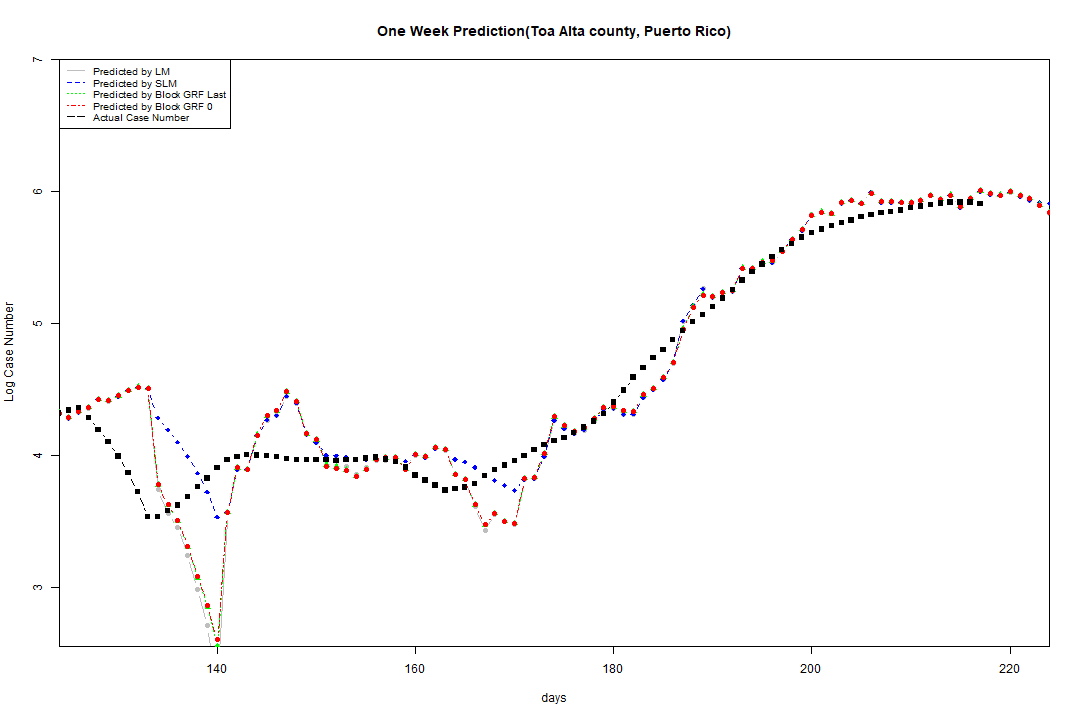 One Week Prediction(Toa Alta county, Puerto Rico)
Predicted by LM
Predicted by SLM
Predicted by Block GRF Last
Predicted by Block GRF 0
Actual Case Number
7
6
5
4
3
Log Case Number
140
160
180
200
220
days